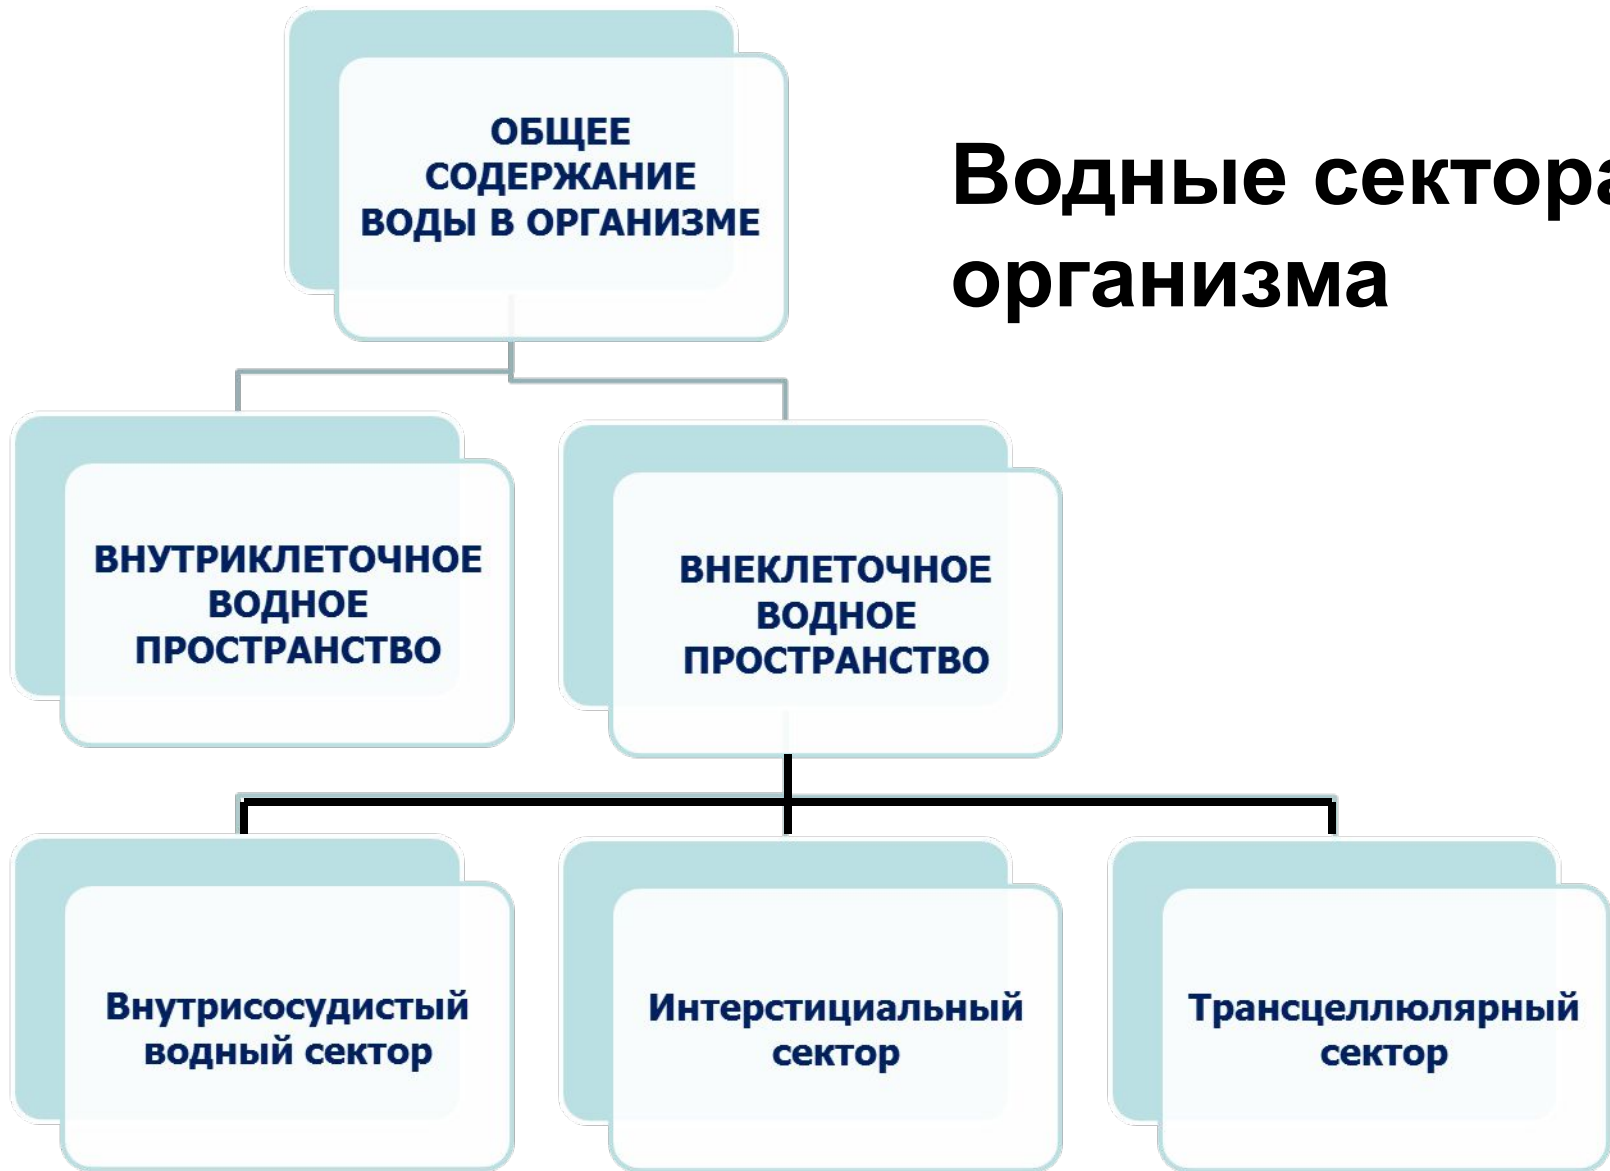 ОБЩЕЕ
СОДЕРЖАНИЕ
ВОДЫ В ОРГАНИЗМЕ
Водные сектора
организма
ВНУТРИКЛЕТОЧНОЕ
ВОДНОЕ
ПРОСТРАНСТВО
ВНЕКЛЕТОЧНОЕ
ВОДНОЕ
ПРОСТРАНСТВО
Внутрисосудистый
водный сектор
Интерстициальный
сектор
Трансцеллюлярный
сектор